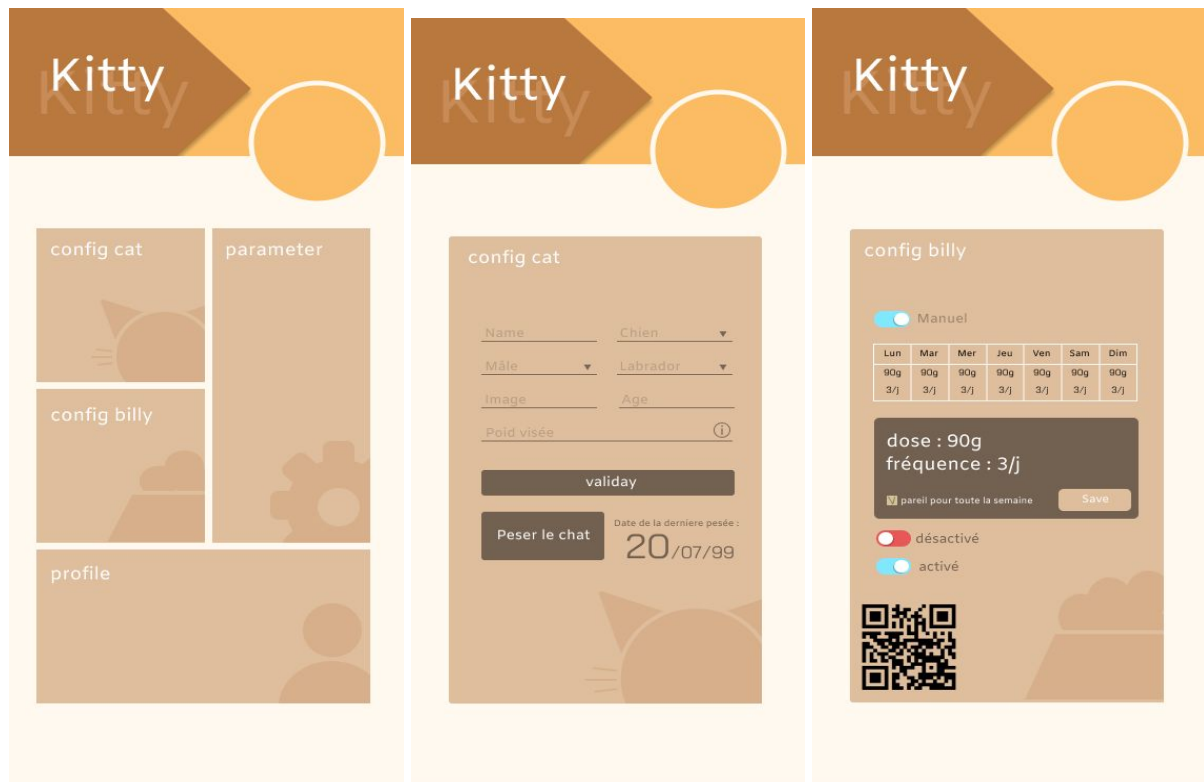 Kitty
Kitty
config cat
parameter
config billy
profile
Kitty
Kitty
config cat
Name
Chien
Mâle
Labrador
Image
Age
Poid visée
validay
Peser le chat
Date de la derniere pesée :
20/07/99
Kitty
Kitty
config billy
Manuel
Lun Mar Mer Jeu Ven Sam Dim
90g 90g 90g 90g 90g 90g 90g
3/j 3/j 3/j 3/j 3/j 3/j 3/j
dose : 90g
fréquence : 3/j
V pareil pour toute la semaine
Save
désactivé
activé